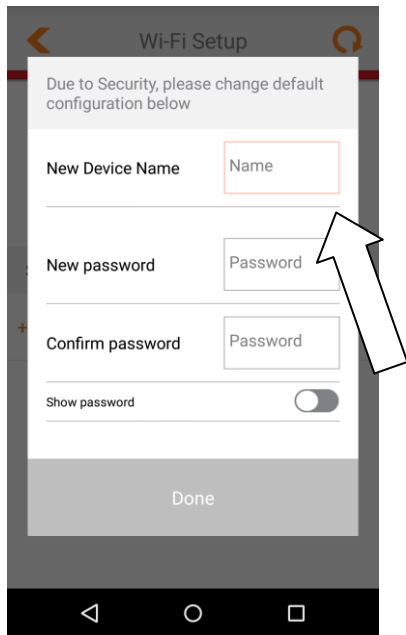 Wi-Fi Setup
Due to Security, please change default
configuration below
New Device Name
Name
New password
Password
Confirm password
Password
Show password
Done